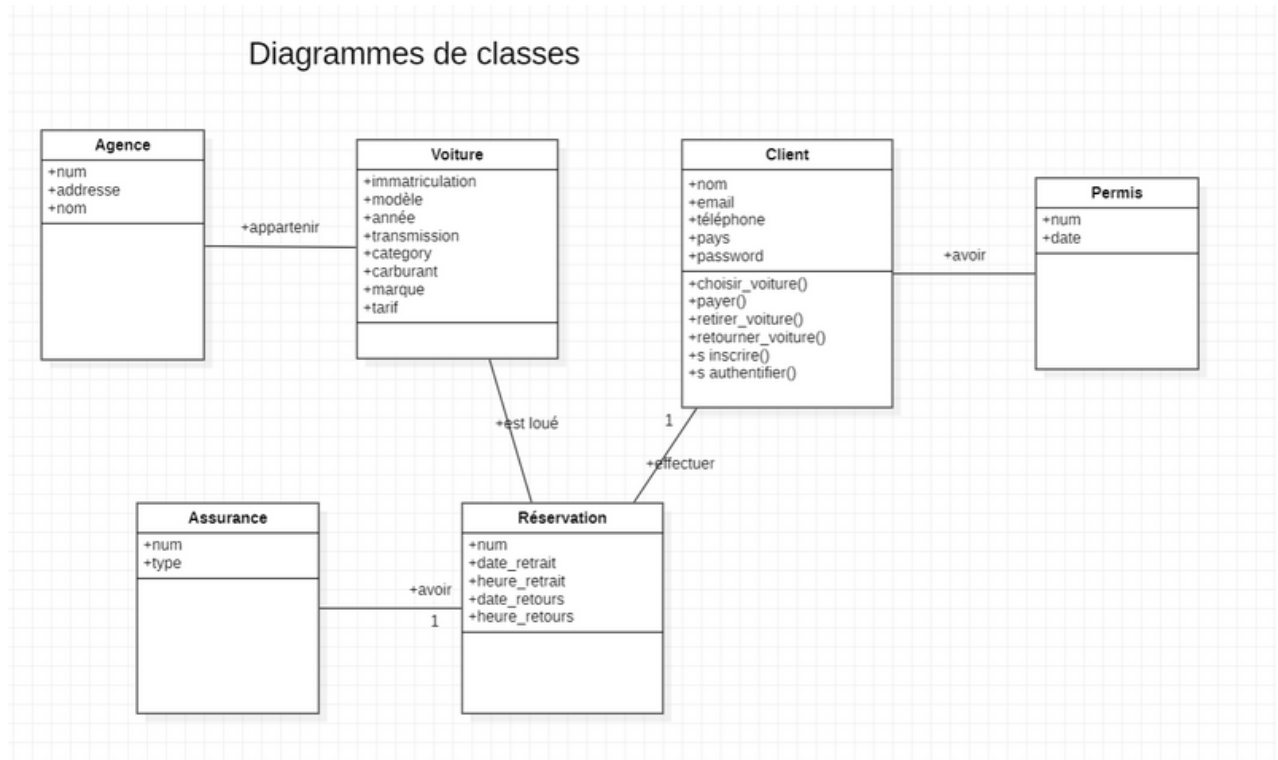 Diagrammes de classes
Agence
+num
+addresse
+nom
+appartenir
Voiture
+immatriculation
+modèle
+année
+transmission
+category
+carburant
+marque
+tarif
Client
+nom
+email
+téléphone
+pays
+password
+choisir_voiture()
+payer()
+retirer_voiture()
+retourner_voiture()
+s inscrire()
+s authentifier()
+avoir
Permis
+num
+date
+est loué
1
+effectuer
Assurance
+num
+type
+avoir
1
Réservation
+num
+date_retrait
+heure_retrait
+date_retours
+heure_retours